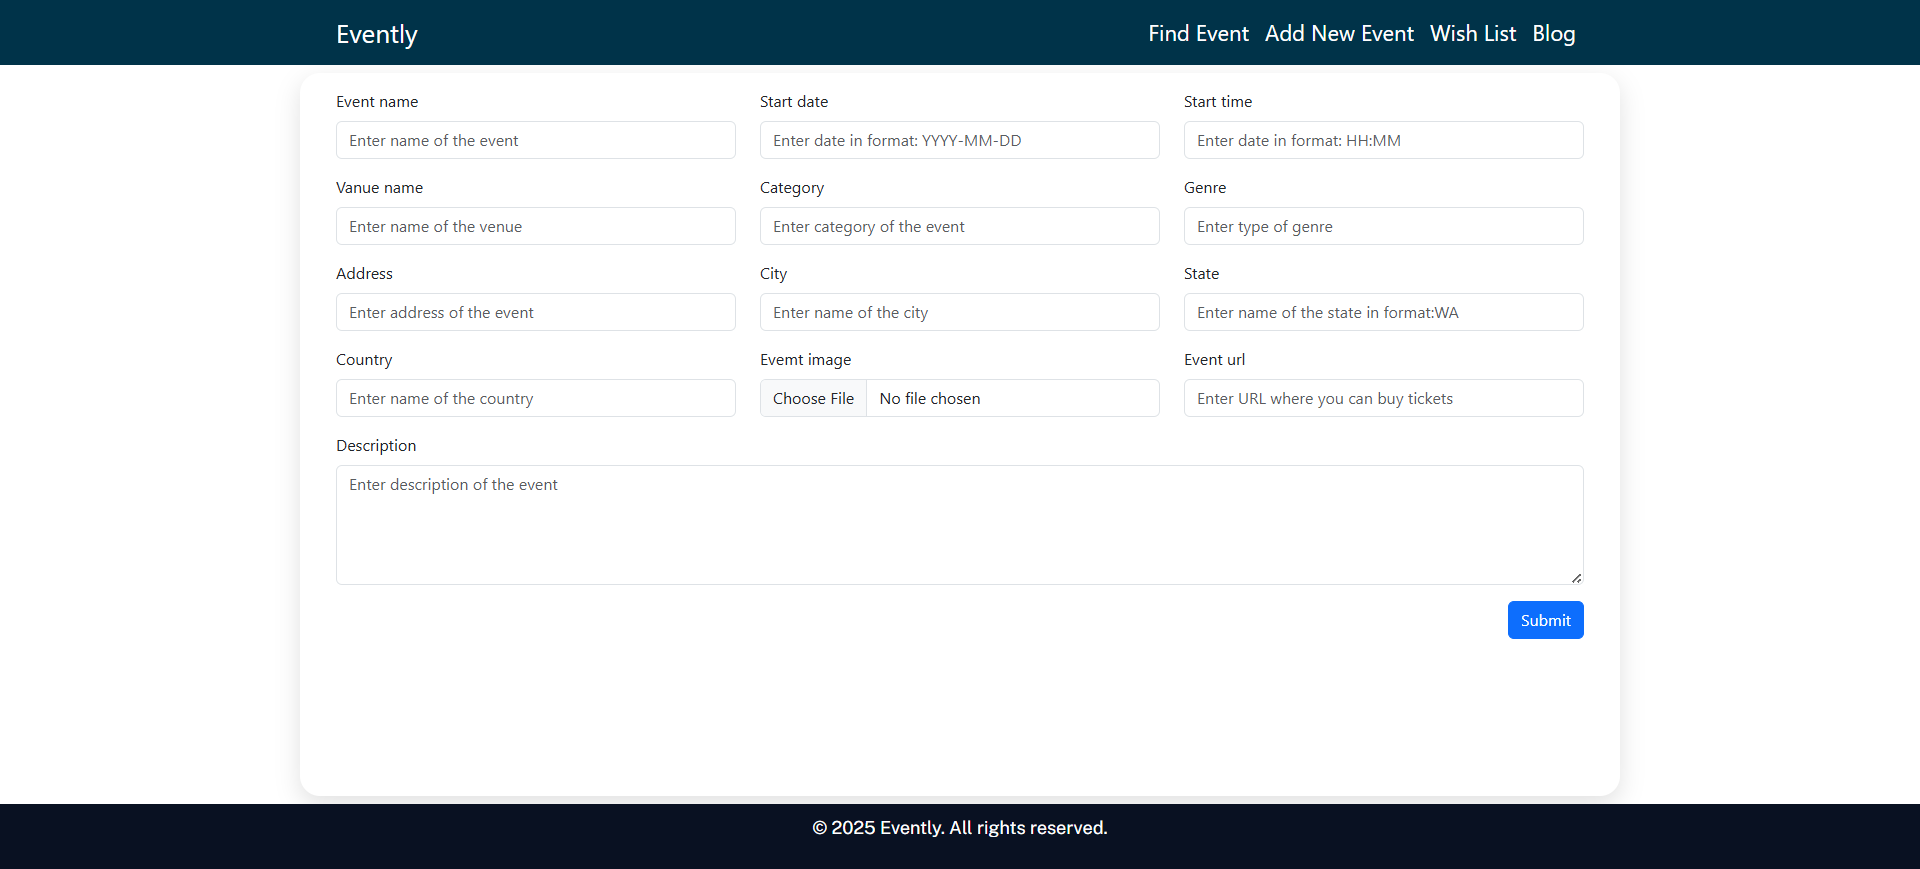 Evently
Find Event Add New Event Wish List Blog
Event name Start date Start time
Enter name of the event Enter date in format: YYYY-MM-DD Enter date in format: HH:MM
Vanue name Category Genre
Enter name of the venue Enter category of the event Enter type of genre
Address City State
Enter address of the event Enter name of the city Enter name of the state in format:WA
Country Evemt image Event url
Enter name of the country Choose File No file chosen Enter URL where you can buy tickets
Description
Enter description of the event
Submit
© 2025 Evently. All rights reserved.